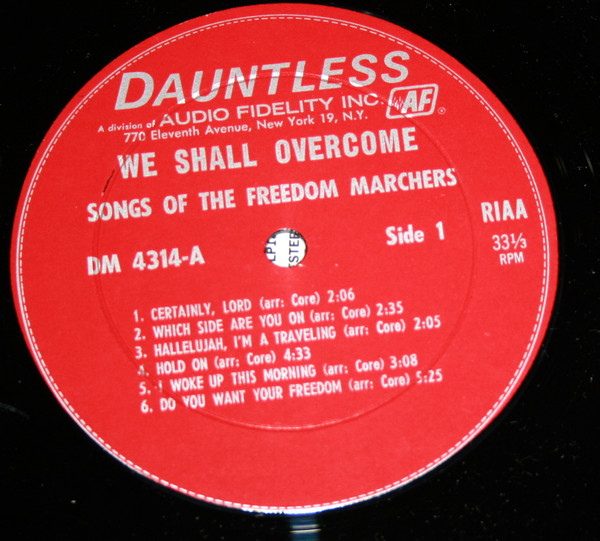 DAUNTLESS
A division of AUDIO FIDELITY INC. AF ®
770 Eleventh Avenue, New York 19, N.Y.
WE SHALL OVERCOME
SONGS OF THE FREEDOM MARCHERS
DM 4314-A
Side 1
RIAA
33⅓
RPM
1. CERTAINLY, LORD (arr: Core) 2:06
2. WHICH SIDE ARE YOU ON (arr: Core) 2:35
3. HALLELUJAH, I'M A TRAVELING (arr: Core) 2:05
4. HOLD ON (arr: Core) 4:33
5. I WOKE UP THIS MORNING (arr: Core) 3:08
6. DO YOU WANT YOUR FREEDOM (arr: Core) 5:25